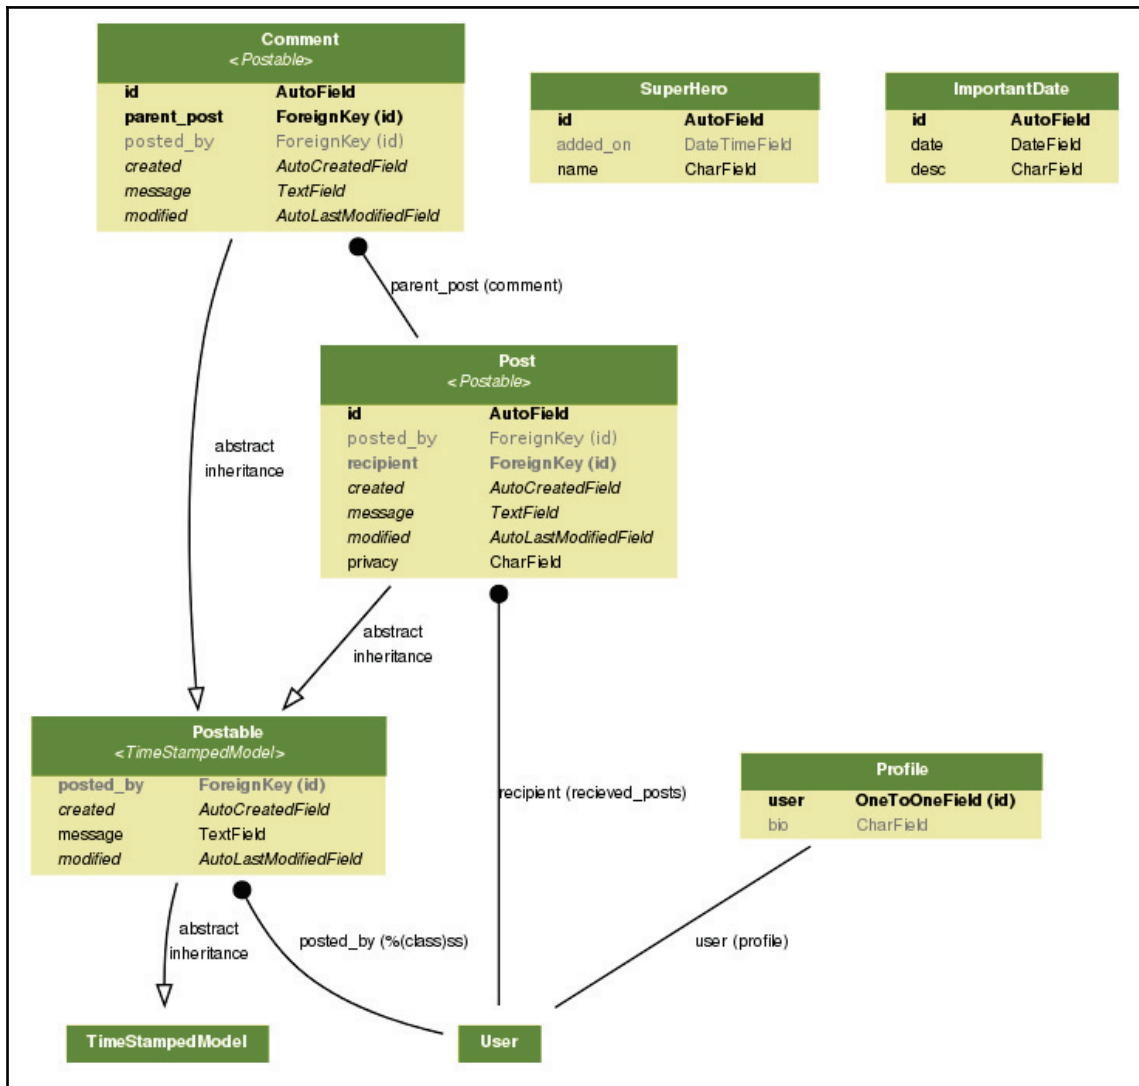 Comment
<Postable>
id AutoField
parent_post ForeignKey (id)
posted_by ForeignKey (id)
created AutoCreatedField
message TextField
modified AutoLastModifiedField
SuperHero
id AutoField
added_on DateTimeField
name CharField
ImportantDate
id AutoField
date DateField
desc CharField
parent_post (comment)
Post
<Postable>
id AutoField
posted_by ForeignKey (id)
recipient ForeignKey (id)
created AutoCreatedField
message TextField
modified AutoLastModifiedField
privacy CharField
abstract
inheritance
abstract
inheritance
Postable
<TimeStampedModel>
posted_by ForeignKey (id)
created AutoCreatedField
message TextField
modified AutoLastModifiedField
recipient (recieved_posts)
Profile
user OneToOneField (id)
bio CharField
abstract
inheritance
posted_by (%(class)ss)
user (profile)
TimeStampedModel
User